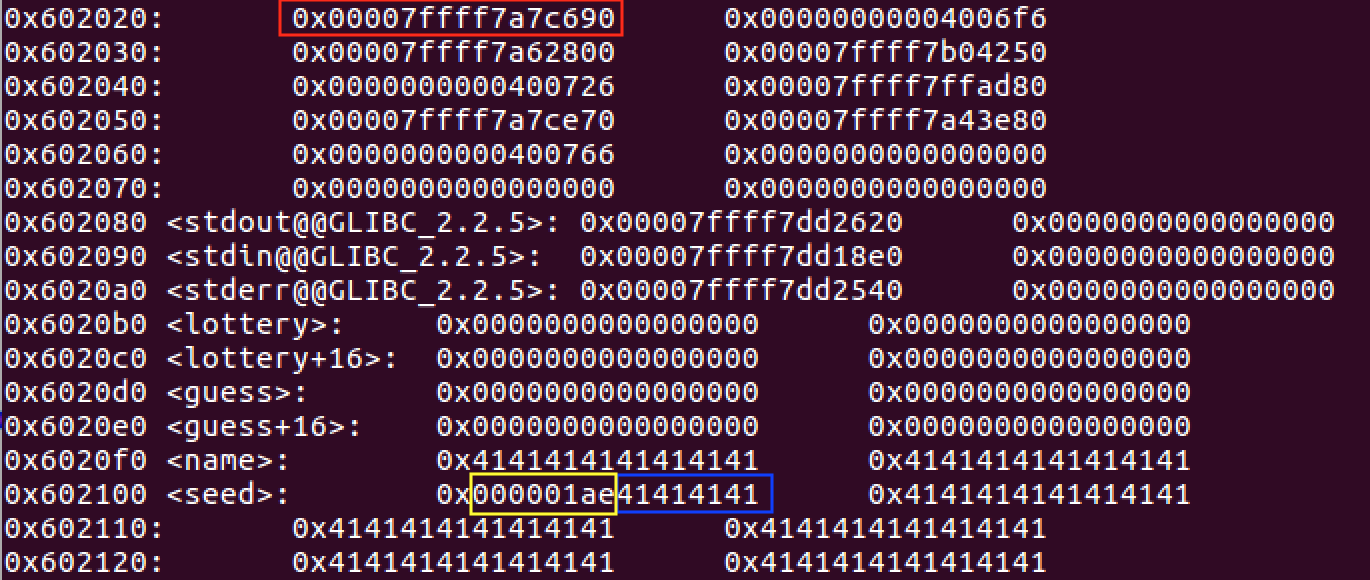 0x602020: 0x00007ffff7a7c690 0x00000000004006f6
0x602030: 0x00007ffff7a62800 0x00007ffff7b04250
0x602040: 0x0000000000400726 0x00007ffff7ffad80
0x602050: 0x00007ffff7a7ce70 0x00007ffff7a43e80
0x602060: 0x0000000000400766 0x0000000000000000
0x602070: 0x0000000000000000 0x0000000000000000
0x602080 <stdout@@GLIBC_2.2.5>: 0x00007ffff7dd2620 0x0000000000000000
0x602090 <stdin@@GLIBC_2.2.5>: 0x00007ffff7dd18e0 0x0000000000000000
0x6020a0 <stderr@@GLIBC_2.2.5>: 0x00007ffff7dd2540 0x0000000000000000
0x6020b0 <lottery>: 0x0000000000000000 0x0000000000000000
0x6020c0 <lottery+16>: 0x0000000000000000 0x0000000000000000
0x6020d0 <guess>: 0x0000000000000000 0x0000000000000000
0x6020e0 <guess+16>: 0x0000000000000000 0x0000000000000000
0x6020f0 <name>: 0x4141414141414141 0x4141414141414141
0x602100 <seed>: 0x000001ae41414141 0x4141414141414141
0x602110: 0x4141414141414141 0x4141414141414141
0x602120: 0x4141414141414141 0x4141414141414141